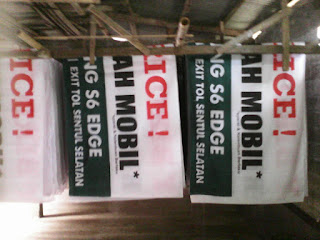 ICE !
AH MOBIL*
NG S6 EDGE
EXIT TOL SENTUL SELATAN
RICE !
AH MOBIL*
NG S6 EDGE
EXIT TOL SENTUL SELATAN
ICE !